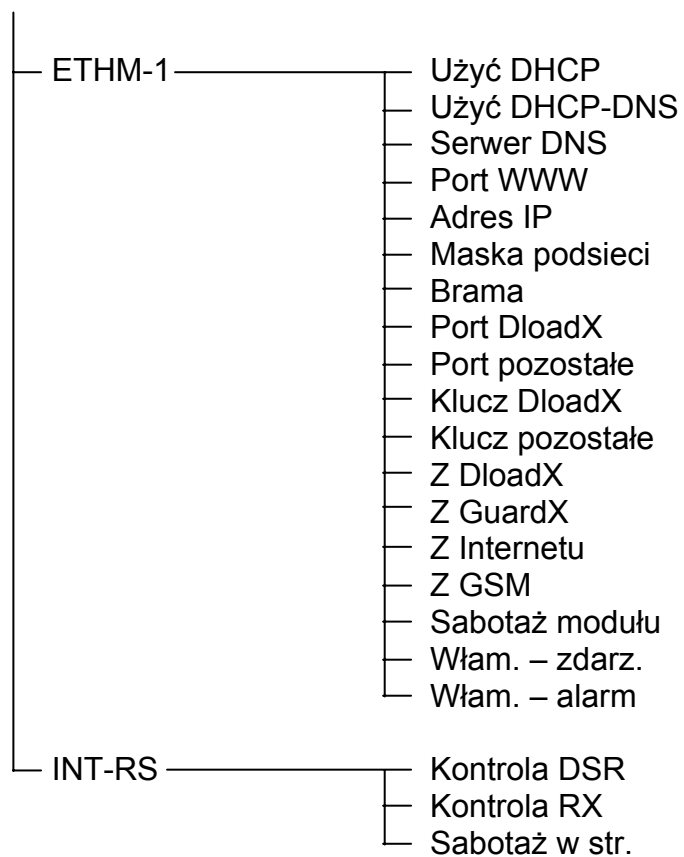 ETHM-1 Użyć DHCP
Użyć DHCP-DNS
Serwer DNS
Port WWW
Adres IP
Maska podsieci
Brama
Port DloadX
Port pozostałe
Klucz DloadX
Klucz pozostałe
Z DloadX
Z GuardX
Z Internetu
Z GSM
Sabotaż modułu
Włam. – zdarz.
Włam. – alarm
INT-RS Kontrola DSR
Kontrola RX
Sabotaż w str.